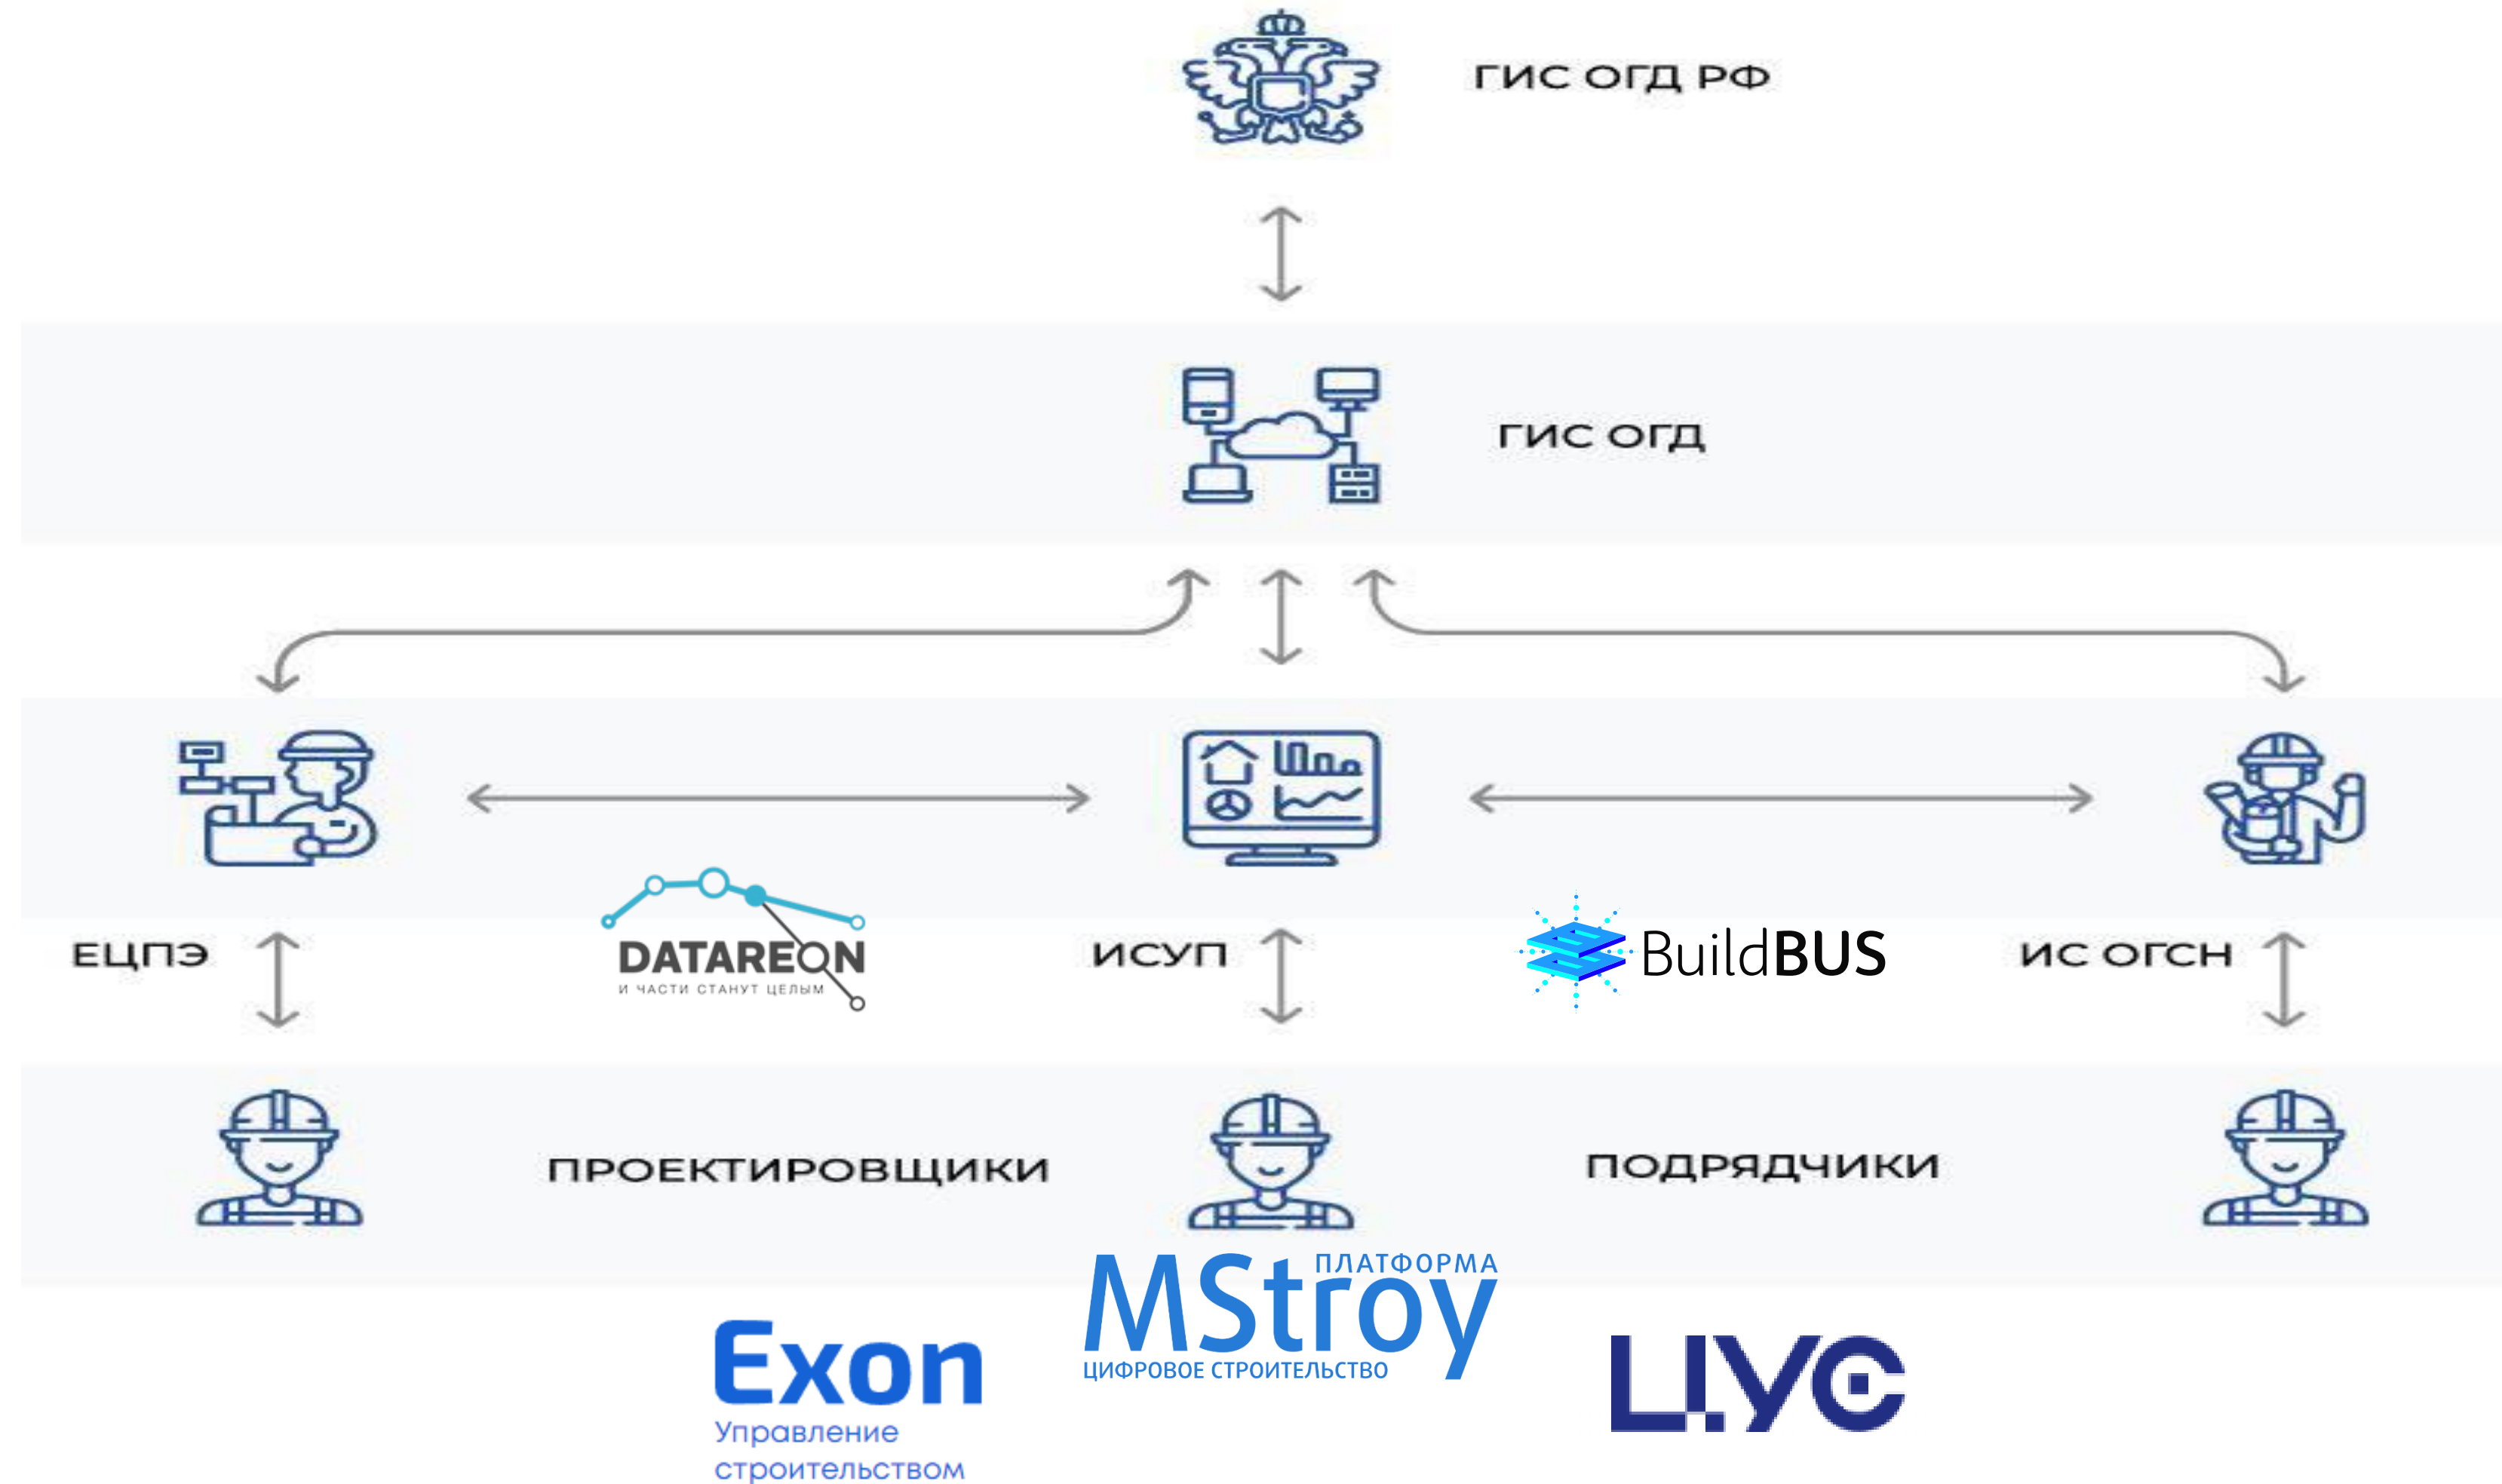 ГИС ОГД РФ
ГИС ОГД
ЕЦПЭ
DATAREON
И ЧАСТИ СТАНУТ ЦЕЛЫМ
ИСУП
BuildBUS
ИС ОГСН
ПРОЕКТИРОВЩИКИ
ПОДРЯДЧИКИ
ПЛАТФОРМА
MStroy
ЦИФРОВОЕ СТРОИТЕЛЬСТВО
Exon
Управление
строительством
ЦУС